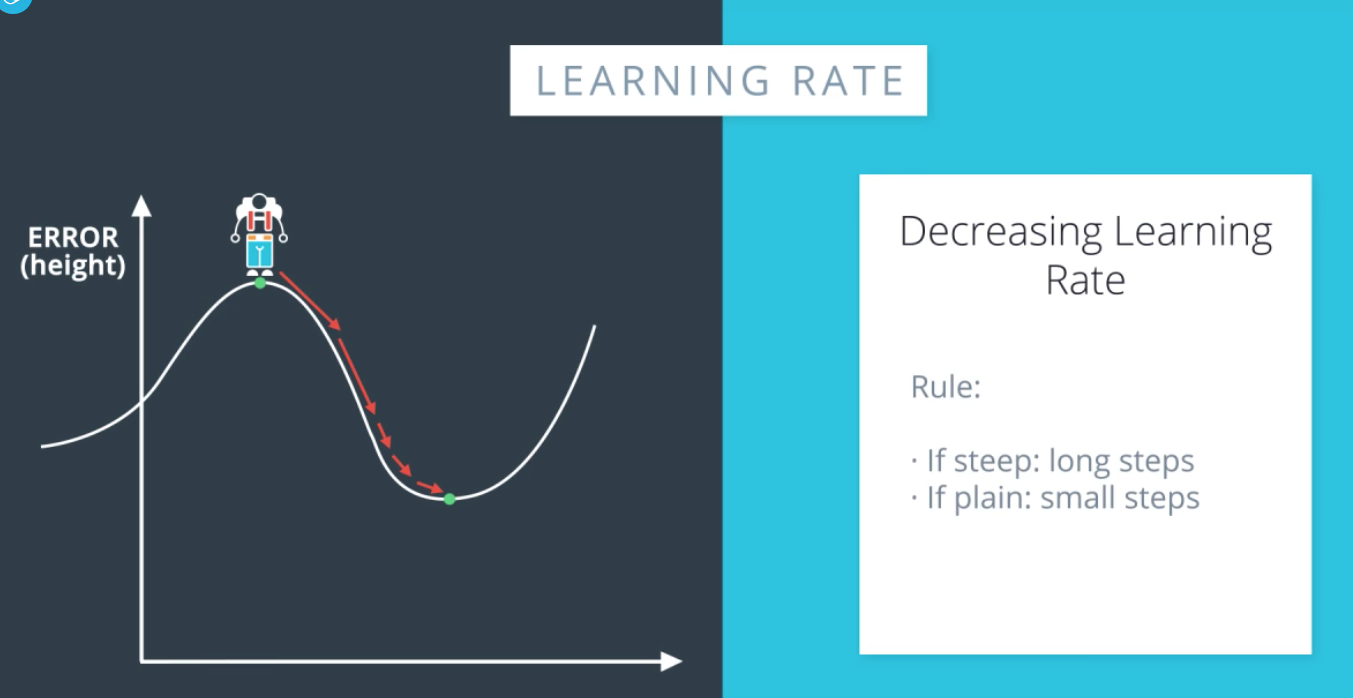 LEARNING RATE
ERROR
(height)
Decreasing Learning
Rate
Rule:
· If steep: long steps
· If plain: small steps